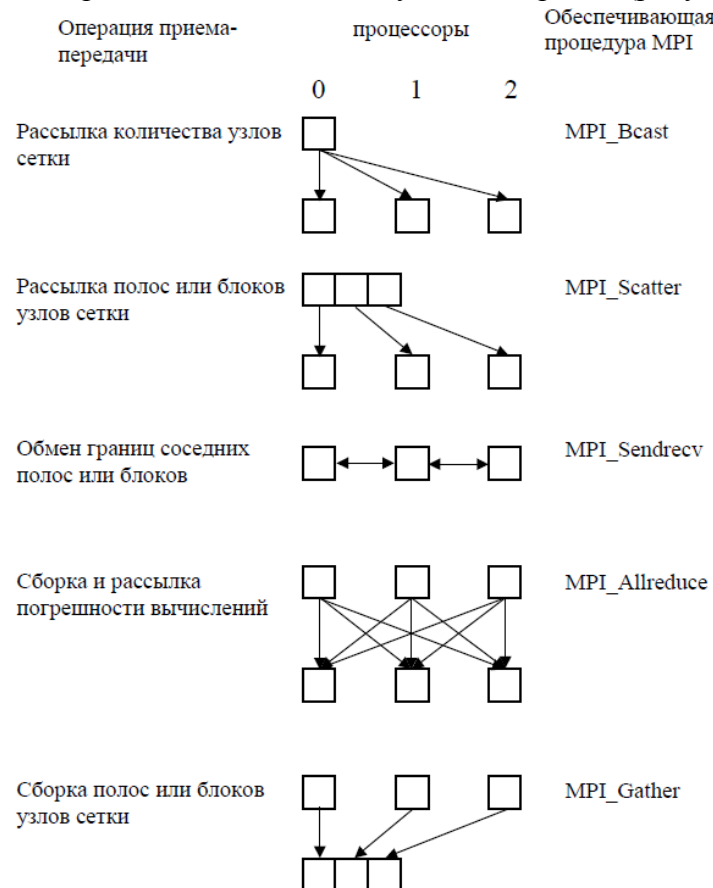 Операция приема-
передачи
процессоры
Обеспечивающая
процедура MPI
0 1 2
Рассылка количества узлов
сетки
MPI_Bcast
Рассылка полос или блоков
узлов сетки
MPI_Scatter
Обмен границ соседних
полос или блоков
MPI_Sendrecv
Сборка и рассылка
погрешности вычислений
MPI_Allreduce
Сборка полос или блоков
узлов сетки
MPI_Gather